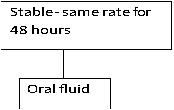 Stable- same rate for
48 hours
Oral fluid